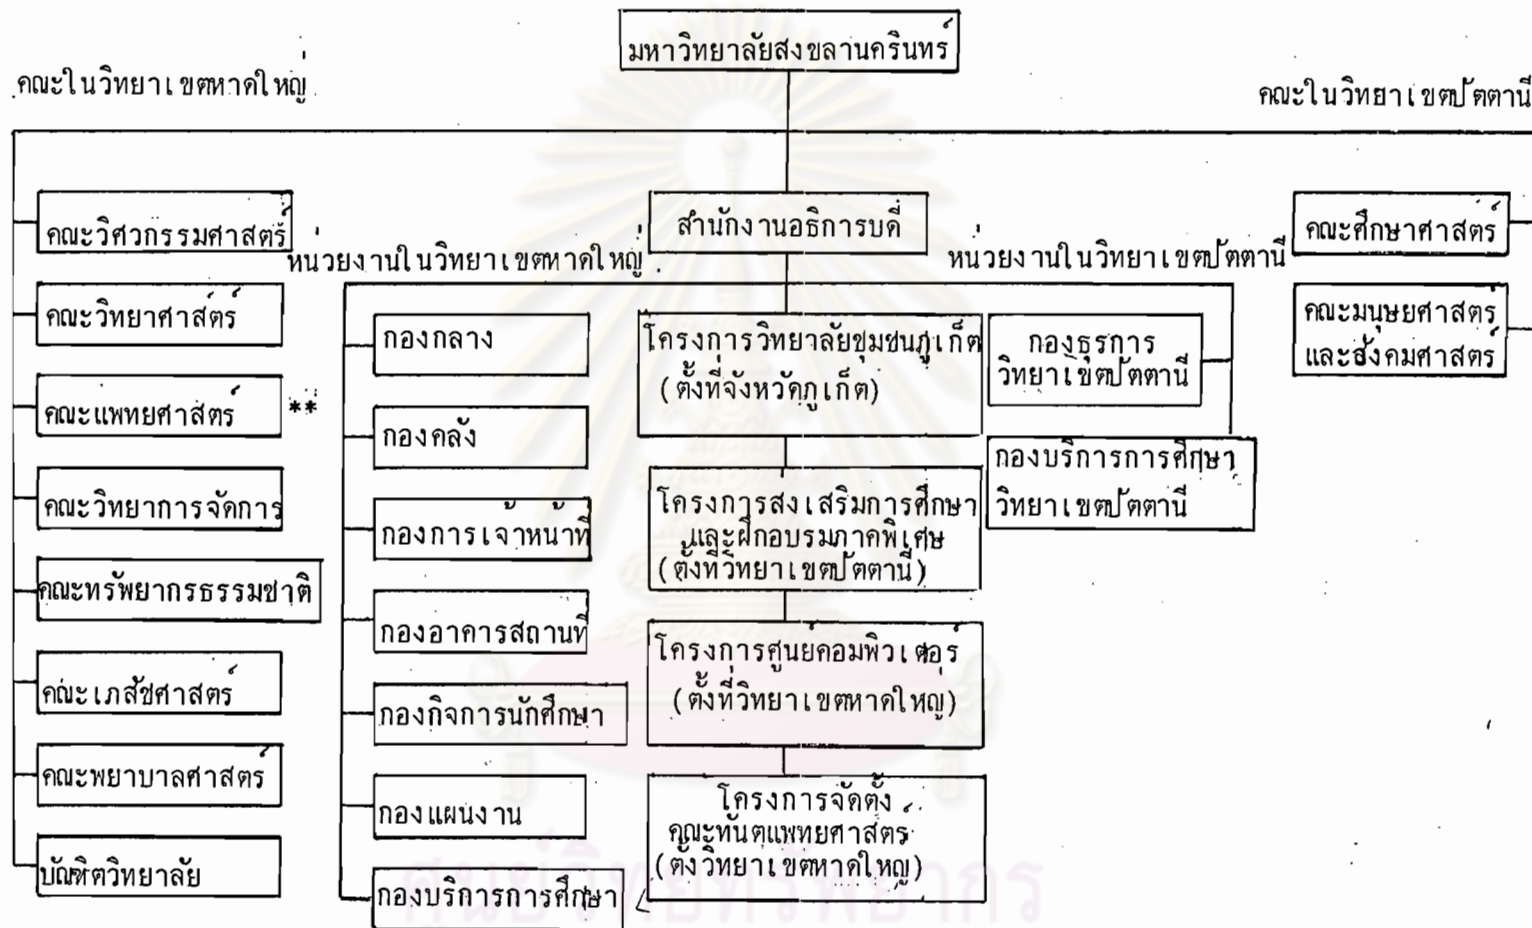 มหาวิทยาลัยสงขลานครินทร์
คณะในวิทยาเขตหาดใหญ่
คณะในวิทยาเขตปัตตานี
คณะวิศวกรรมศาสตร์
คณะวิทยาศาสตร์
คณะแพทยศาสตร์ **
คณะวิทยาการจัดการ
คณะทรัพยากรธรรมชาติ
คณะเภสัชศาสตร์
คณะพยาบาลศาสตร์
บัณฑิตวิทยาลัย
สำนักงานอธิการบดี
หน่วยงานในวิทยาเขตหาดใหญ่
หน่วยงานในวิทยาเขตปัตตานี
กองกลาง
กองคลัง
กองการเจ้าหน้าที่
กองอาคารสถานที่
กองกิจการนักศึกษา
กองแผนงาน
กองบริการการศึกษา
โครงการวิทยาลัยชุมชนภูเก็ต
(ตั้งที่จังหวัดภูเก็ต)
โครงการส่งเสริมการศึกษา
และฝึกอบรมภาคพิเศษ
(ตั้งที่วิทยาเขตปัตตานี)
โครงการศูนย์คอมพิวเตอร์
(ตั้งที่วิทยาเขตหาดใหญ่)
โครงการจัดตั้ง
คณะทันตแพทยศาสตร์
(ตั้งวิทยาเขตหาดใหญ่)
กองธุรการ
วิทยาเขตปัตตานี
กองบริการการศึกษา
วิทยาเขตปัตตานี
คณะศึกษาศาสตร์
คณะมนุษยศาสตร์
และสังคมศาสตร์
ศูนย์วิทยทรัพยากร